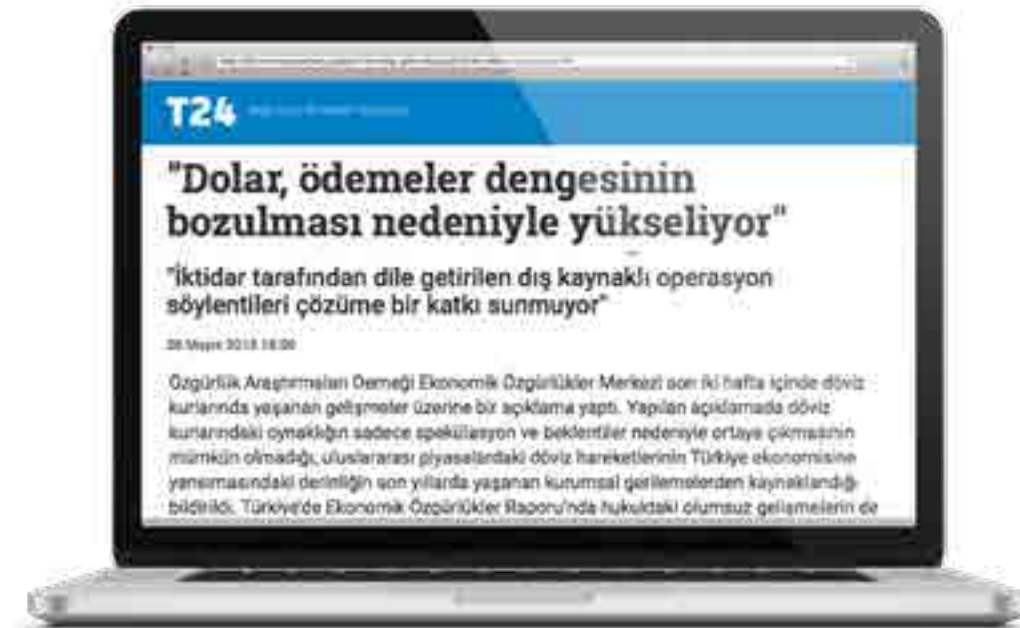 T24
"Dolar, ödemeler dengesinin
bozulması nedeniyle yükseliyor"
"İktidar tarafından dile getirilen dış kaynaklı operasyon
söylentileri çözüme bir katkı sunmuyor"
Mayıs
Özgürlük Araştırmaları Derneği Ekonomik Özgürlükler Merkezi son iki hafta içinde döviz
kurlarında yaşanan gelişmeler üzerine bir açıklama yaptı. Yapılan açıklamada döviz
kurlarındaki oynaklığın sadece spekülasyon ve beklentiler nedeniyle ortaya çıkmasının
mümkün olmadığı, uluslararası piyasalardaki döviz hareketlerinin Türkiye ekonomisine
yansımasındaki derinliğin son yıllarda yaşanan kurumsal gerilemelerden kaynaklandığı
bildirildi. Türkiye'de Ekonomik Özgürlükler Raporu'nda hukuktaki olumsuz gelişmelerin de